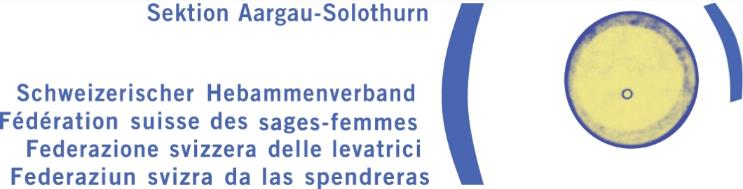 Sektion Aargau-Solothurn
Schweizerischer Hebammenverband
Fédération suisse des sages-femmes
Federazione svizzera delle levatrici
Federaziun svizra da las spendreras